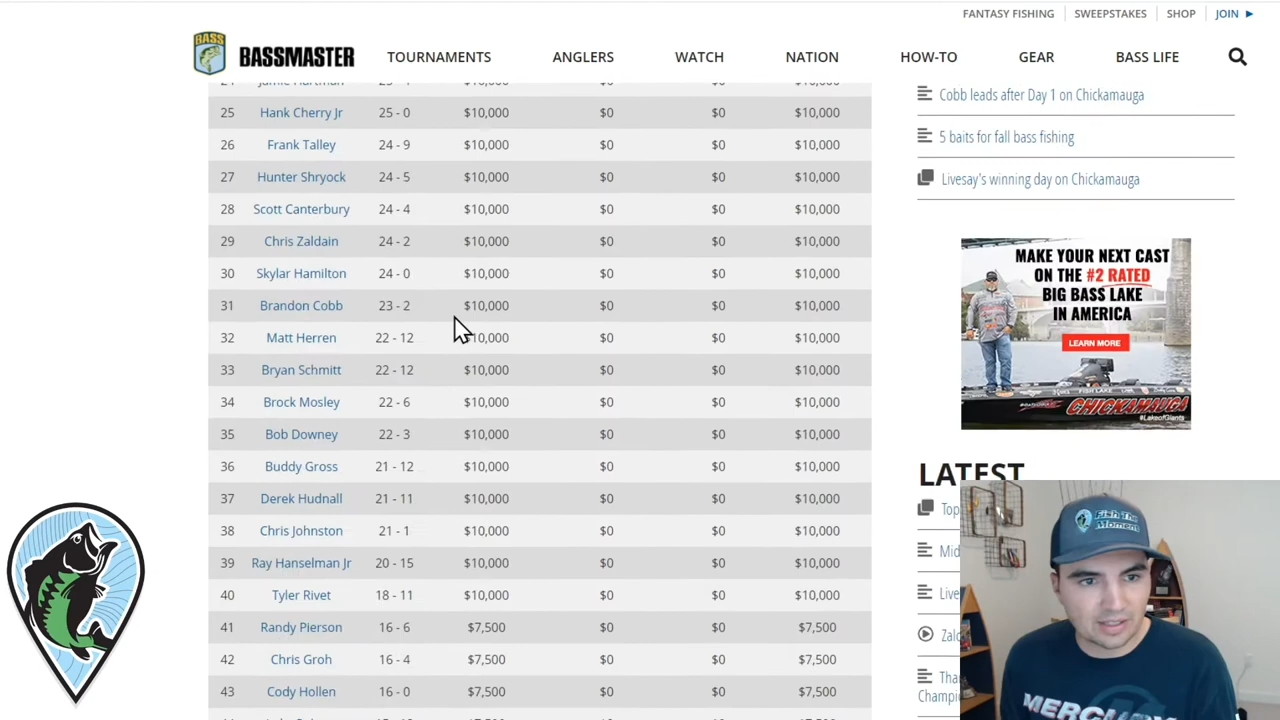 FANTASY FISHING SWEEPSTAKES SHOP JOIN
BASS
BASSMASTER TOURNAMENTS ANGLERS WATCH NATION HOW-TO GEAR BASS LIFE
25 Hank Cherry Jr 25 - 0 $10,000 $0 $0 $10,000
26 Frank Talley 24 - 9 $10,000 $0 $0 $10,000
27 Hunter Shryock 24 - 5 $10,000 $0 $0 $10,000
28 Scott Canterbury 24 - 4 $10,000 $0 $0 $10,000
29 Chris Zaldain 24 - 2 $10,000 $0 $0 $10,000
30 Skylar Hamilton 24 - 0 $10,000 $0 $0 $10,000
31 Brandon Cobb $10,000 $0 $0 $10,000
32 Matt Herren 22 - 12 $0 $0 $10,000
33 Bryan Schmitt 22 - 12 $10,000 $0 $0 $10,000
34 Brock Mosley $10,000 $0 $0 $10,000
35 Bob Downey 22 - 3 $10,000 $0 $0 $10,000
36 Buddy Gross 21 - 12 $10,000 $0 $0 $10,000
37 Derek Hudnall 21 - 11 $10,000 $0 $0 $10,000
38 Chris Johnston $10,000 $0 $0 $10,000
39 Ray Hanselman Jr 20 - 15 $10,000 $0 $0 $10,000
40 Tyler Rivet 18 - 11 $10,000 $0 $0 $10,000
41 Randy Pierson 16 - 6 $7,500 $0 $0 $7,500
42 Chris Groh 16 - 4 $7,500 $0 $0 $7,500
43 Cody Hollen 16 - 0 $7,500 $0 $0 $7,500
Cobb leads after Day 1 on Chickamauga
5 baits for fall bass fishing
Livesay's winning day on Chickamauga
MAKE YOUR NEXT CAST
ON THE #2 RATED
BIG BASS LAKE
IN AMERICA
LEARN MORE
CHICKAMAUGA
#LakeofGiants
LATEST
Fish The
Moment